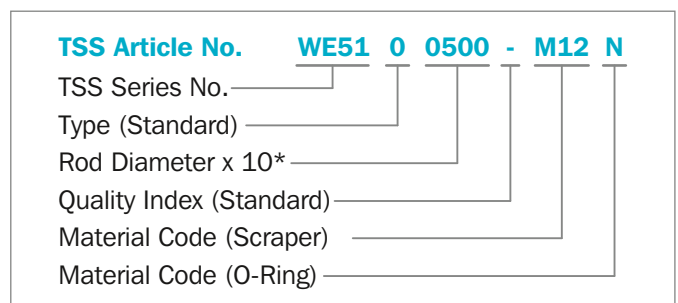 TSS Article No. WE51 0 0500 - M12 N
TSS Series No.
Type (Standard)
Rod Diameter x 10*
Quality Index (Standard)
Material Code (Scraper)
Material Code (O-Ring)